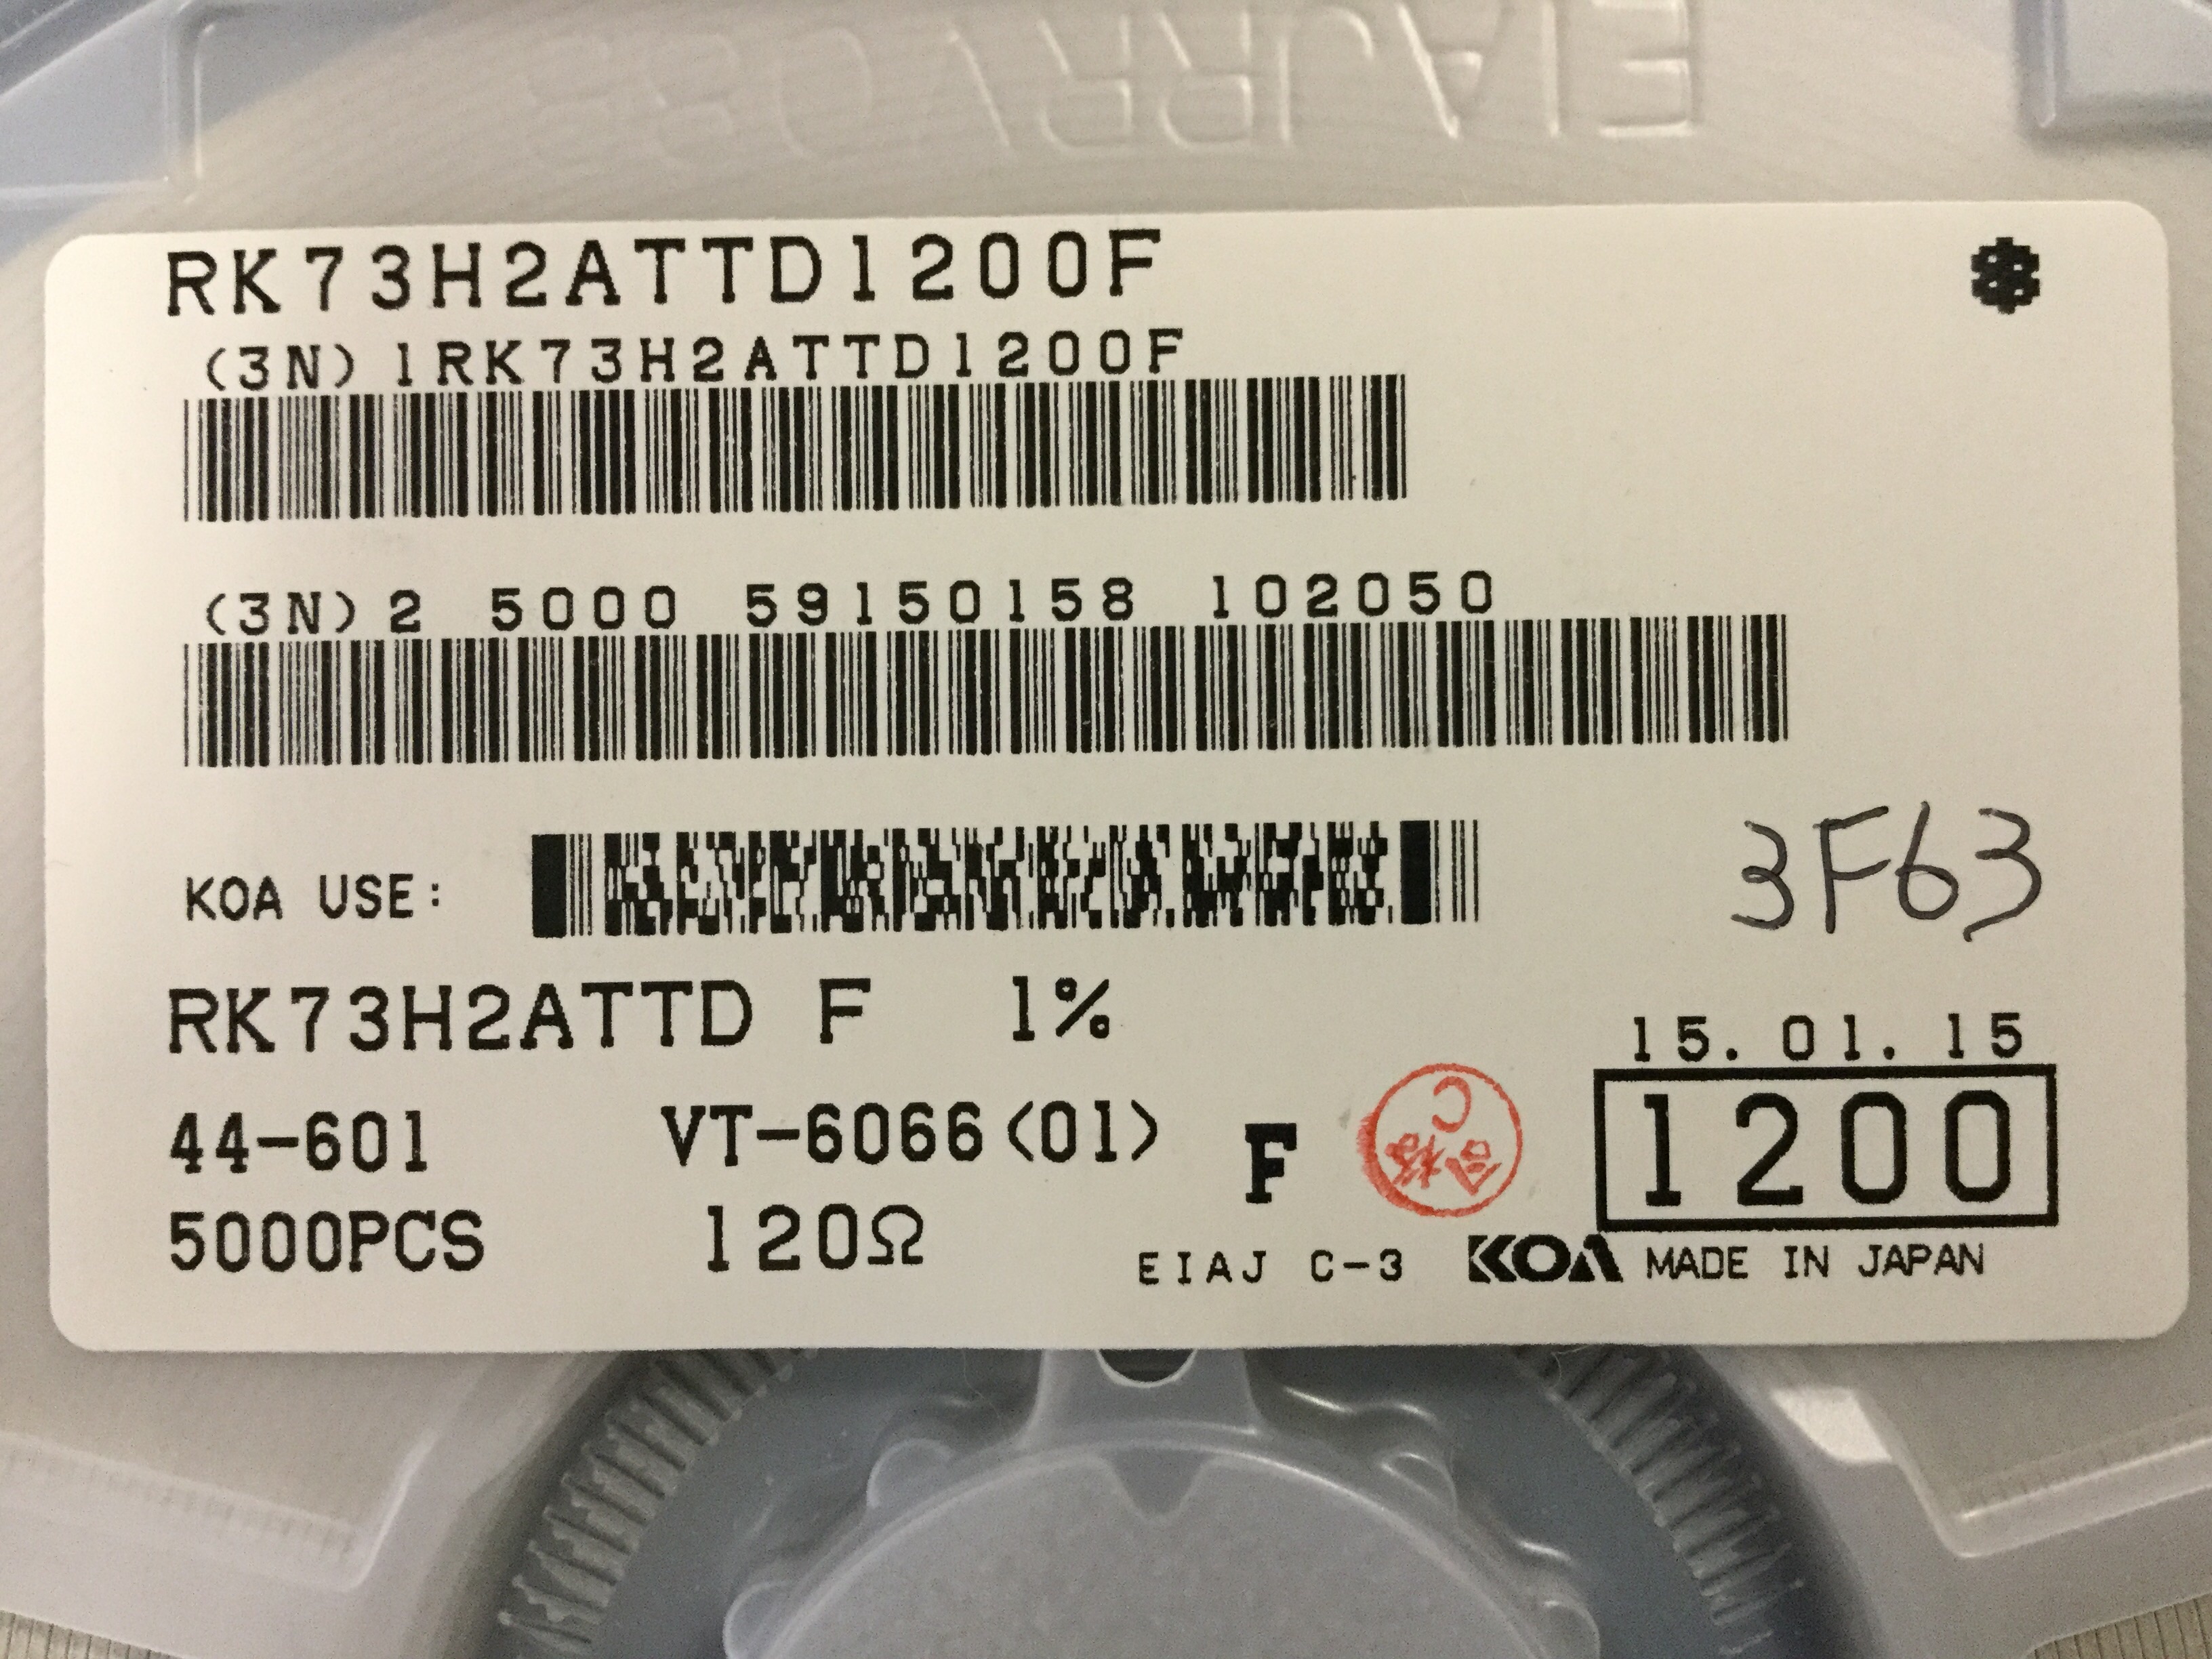 RK73H2ATTD1200F
(3N)1RK73H2ATTD1200F
(3N)2 5000 59150158 102050
KOA USE:
3F63
RK73H2ATTD F 1%
15.01.15
44-601 VT-6066(01) F C 1200
5000PCS 120Ω
EIAJ C-3 KOA MADE IN JAPAN